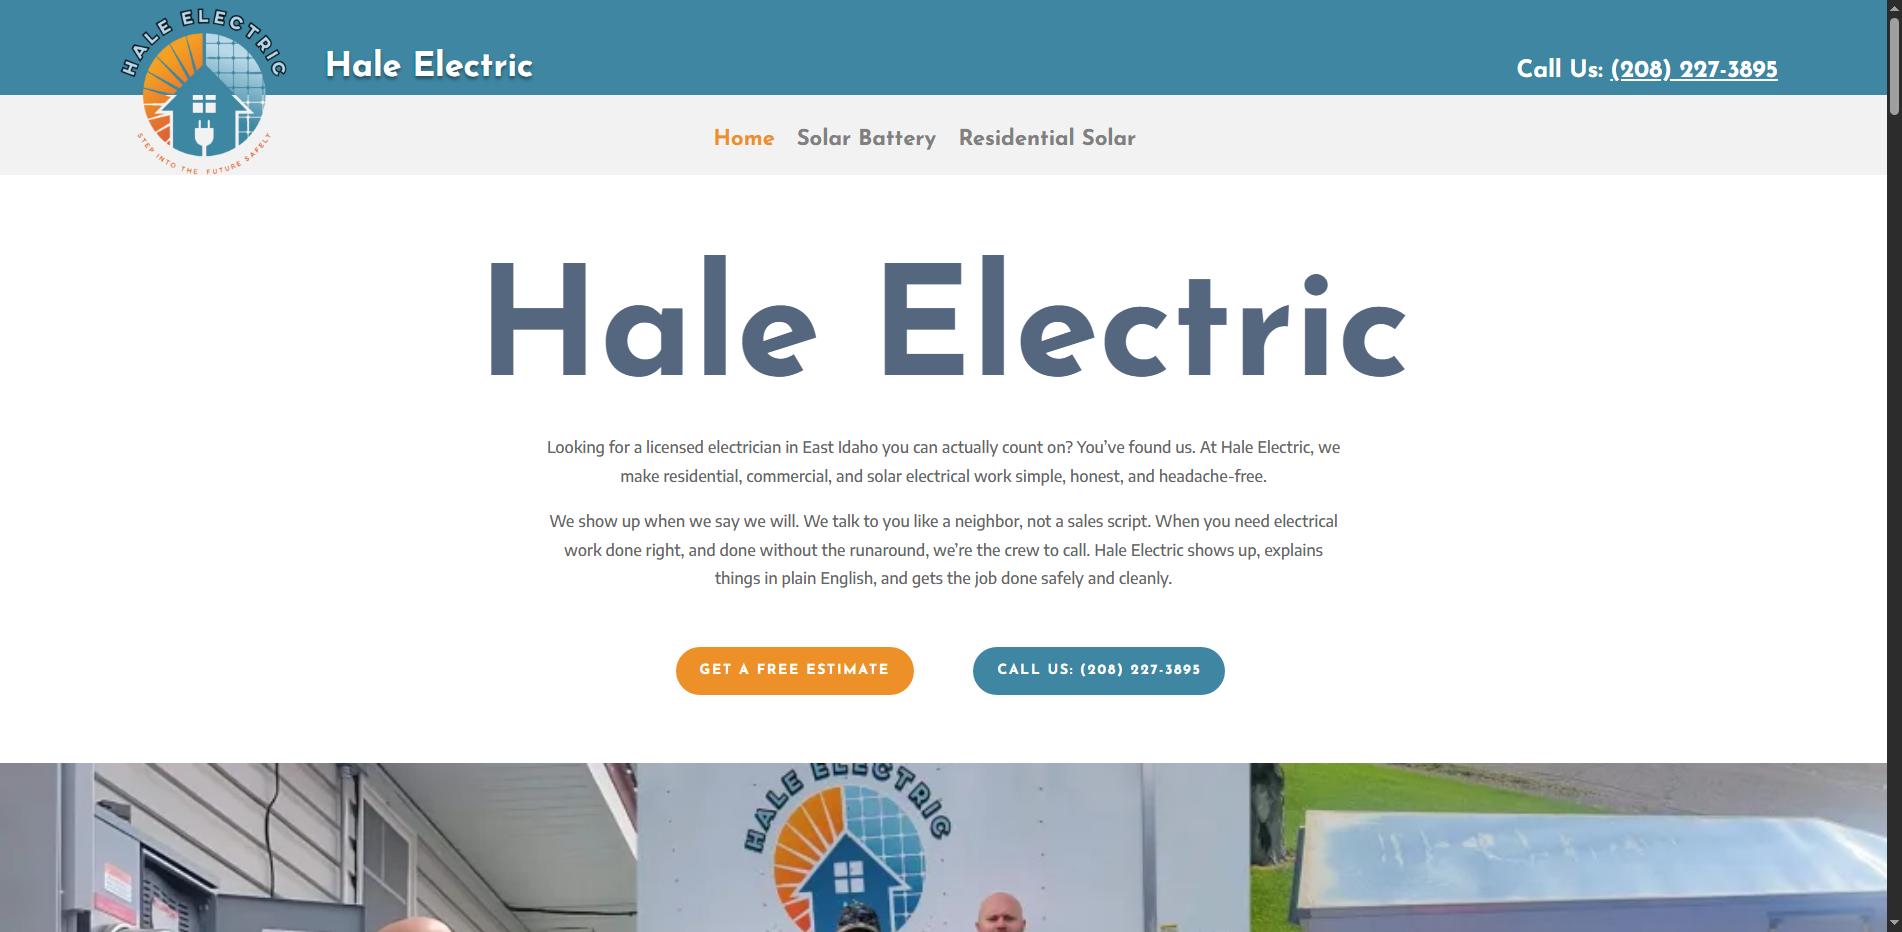 HALE ELECTRIC
STEP INTO THE FUTURE SAFELY
Hale Electric
Call Us: (208) 227-3895
Home Solar Battery Residential Solar
Hale Electric
Looking for a licensed electrician in East Idaho you can actually count on? You’ve found us. At Hale Electric, we
make residential, commercial, and solar electrical work simple, honest, and headache-free.
We show up when we say we will. We talk to you like a neighbor, not a sales script. When you need electrical
work done right, and done without the runaround, we’re the crew to call. Hale Electric shows up, explains
things in plain English, and gets the job done safely and cleanly.
GET A FREE ESTIMATE
CALL US: (208) 227-3895
HALE ELECTRIC